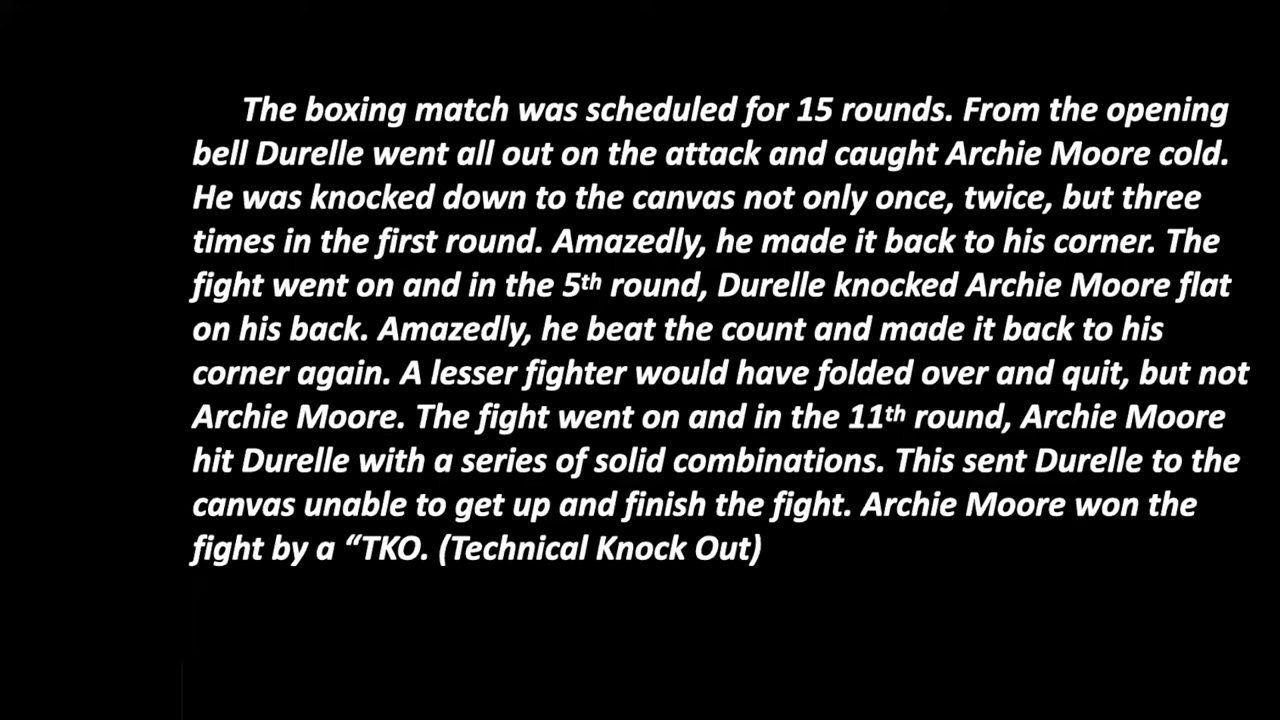 The boxing match was scheduled for 15 rounds. From the opening
bell Durelle went all out on the attack and caught Archie Moore cold.
He was knocked down to the canvas not only once, twice, but three
times in the first round. Amazedly, he made it back to his corner. The
fight went on and in the 5th round, Durelle knocked Archie Moore flat
on his back. Amazedly, he beat the count and made it back to his
corner again. A lesser fighter would have folded over and quit, but not
Archie Moore. The fight went on and in the 11th round, Archie Moore
hit Durelle with a series of solid combinations. This sent Durelle to the
canvas unable to get up and finish the fight. Archie Moore won the
fight by a “TKO. (Technical Knock Out)